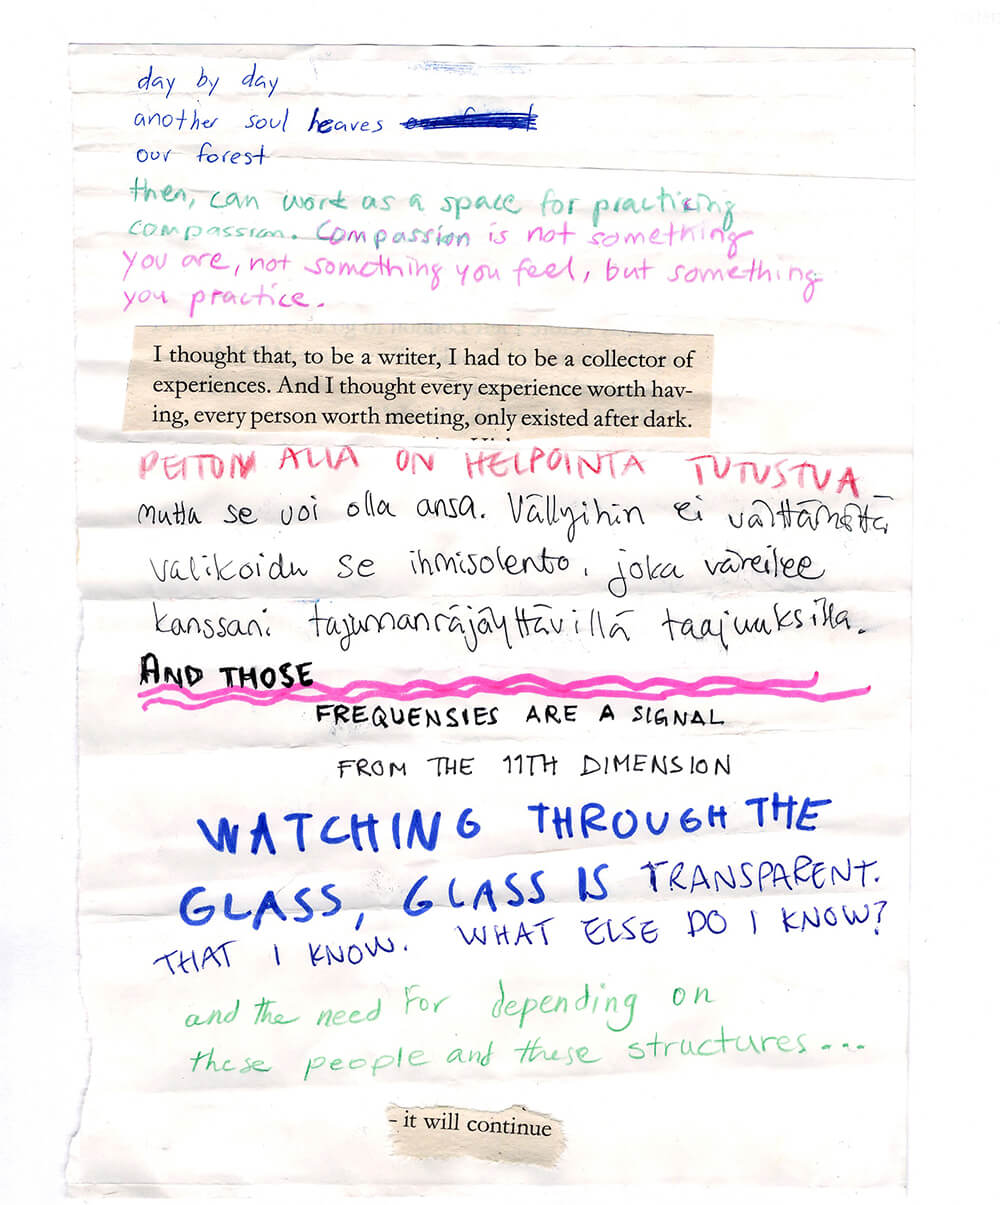 day by day
another soul heaves
our forest
then, can work as a space for practicing
compassion. Compassion is not something
you are, not something you feel, but something
you practice.
I thought that, to be a writer, I had to be a collector of
experiences. And I thought every experience worth hav-
ing, every person worth meeting, only existed after dark.
PEITON ALLA ON HELPOINTA TUTUSTUA
mutta se voi olla ansa. Vällyihin ei välttämättä
valikoidu se ihmisolento, joka väreilee
kanssani tajunnanräjäyttävillä taajuuksilla.
AND THOSE
FREQUENSIES ARE A SIGNAL
FROM THE 11TH DIMENSION
WATCHING THROUGH THE
GLASS, GLASS IS TRANSPARENT.
THAT I KNOW. WHAT ELSE DO I KNOW?
and the need for depending on
these people and these structures...
- it will continue